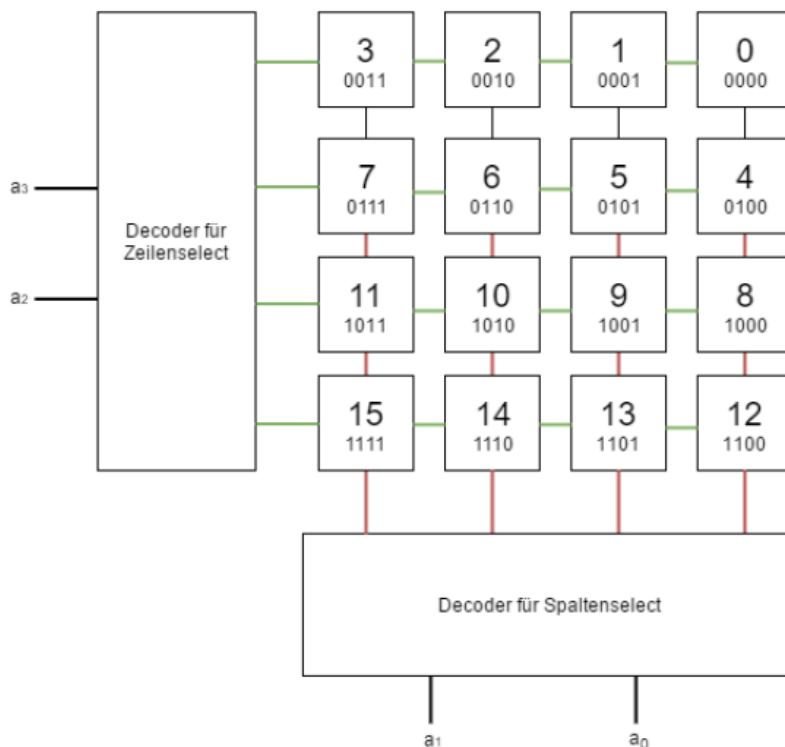 3 2 1 0
0011 0010 0001 0000
7 6 5 4
0111 0110 0101 0100
a3
Decoder für
Zeilenselect
a2
11 10 9 8
1011 1010 1001 1000
15 14 13 12
1111 1110 1101 1100
Decoder für Spaltenselect
a1 a0